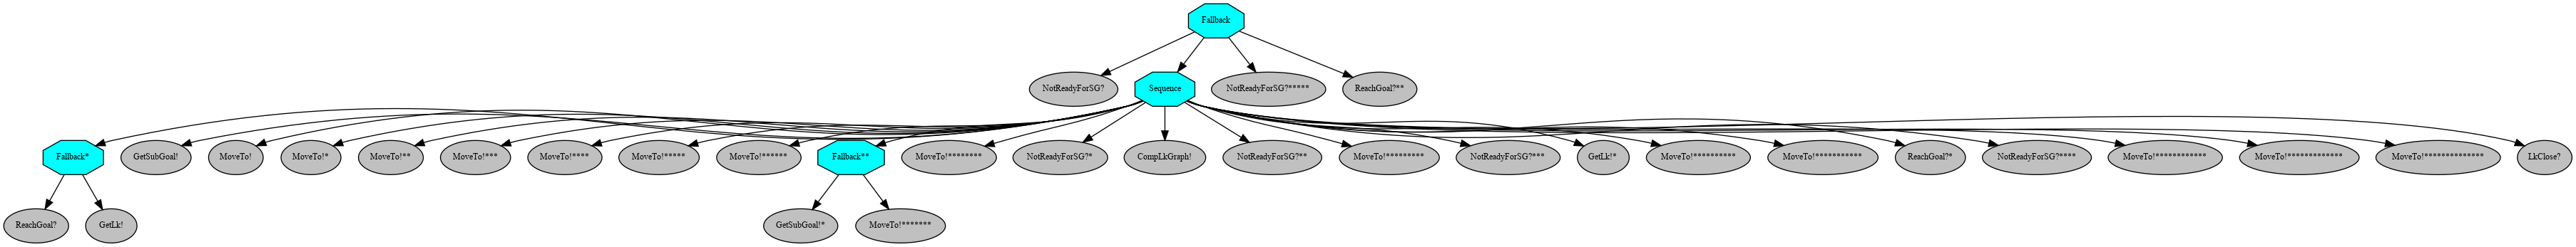 Fallback
NotReadyForSG?
Sequence
NotReadyForSG?*****
ReachGoal?**
Fallback*
GetSubGoal!
MoveTo!
MoveTo!*
MoveTo!**
MoveTo!***
MoveTo!****
MoveTo!*****
MoveTo!******
Fallback**
MoveTo!********
NotReadyForSG?*
CompLkGraph!
NotReadyForSG?**
MoveTo!*********
NotReadyForSG?***
GetLk!*
MoveTo!**********
MoveTo!***********
ReachGoal?*
NotReadyForSG?****
MoveTo!************
MoveTo!*************
MoveTo!**************
LkClose?
ReachGoal?
GetLk!
GetSubGoal!*
MoveTo!*******